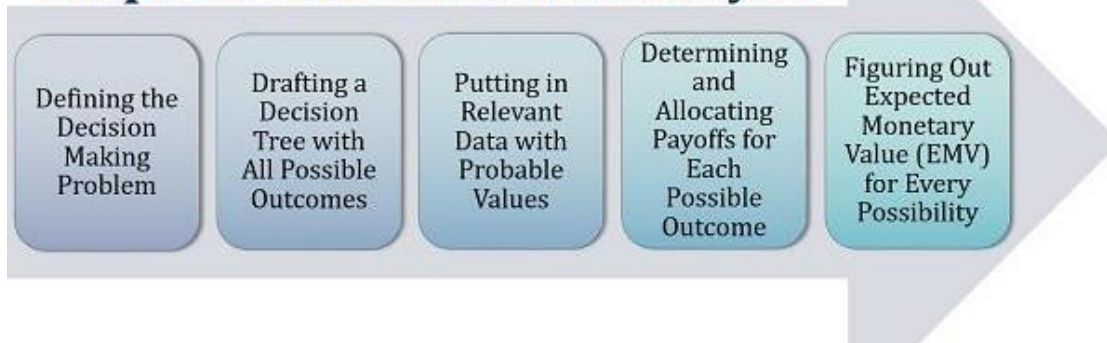 Defining the
Decision
Making
Problem
Drafting a
Decision
Tree with
All Possible
Outcomes
Putting in
Relevant
Data with
Probable
Values
Determining
and
Allocating
Payoffs for
Each
Possible
Outcome
Figuring Out
Expected
Monetary
Value (EMV)
for Every
Possibility